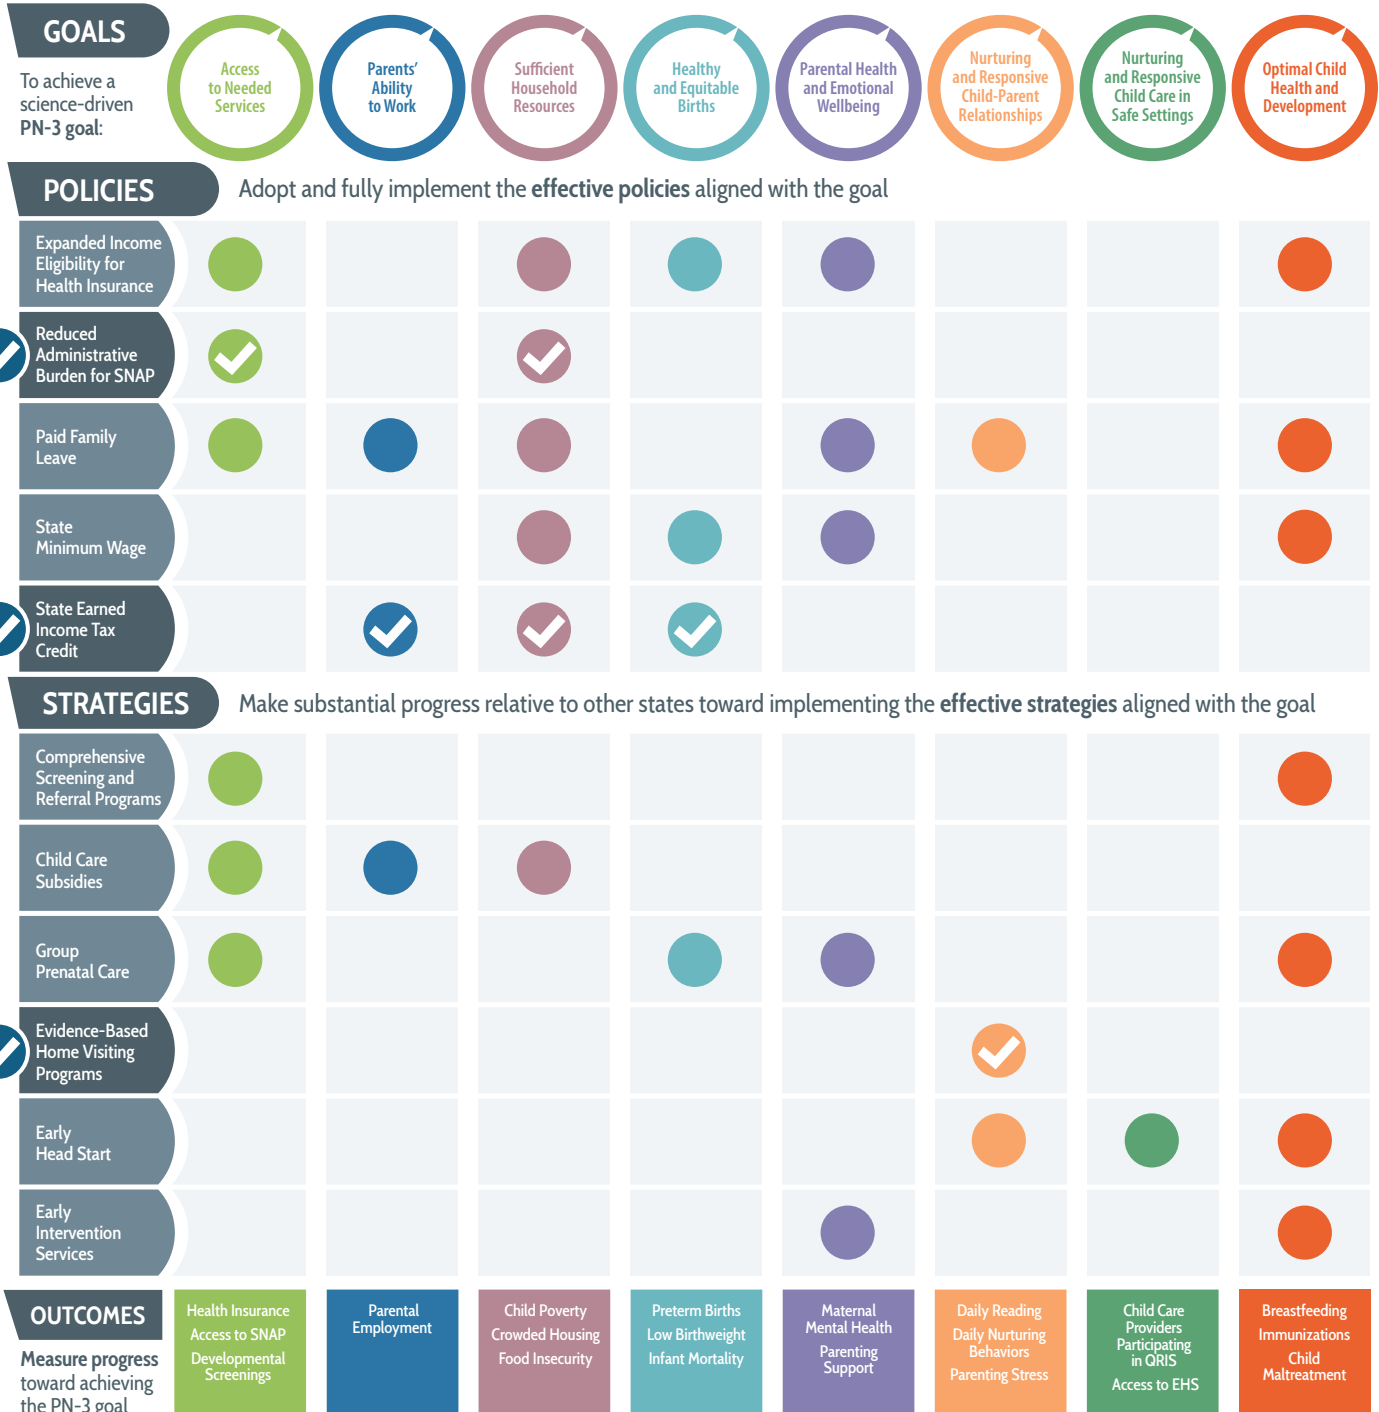 GOALS
To achieve a
science-driven
PN-3 goal:
Access
to Needed
Services
Parents’
Ability
to Work
Sufficient
Household
Resources
Healthy
and Equitable
Births
Parental Health
and Emotional
Wellbeing
Nurturing
and Responsive
Child-Parent
Relationships
Nurturing
and Responsive
Child Care in
Safe Settings
Optimal Child
Health and
Development
POLICIES
Adopt and fully implement the effective policies aligned with the goal
Expanded Income
Eligibility for
Health Insurance
Reduced
Administrative
Burden for SNAP
Paid Family
Leave
State
Minimum Wage
State Earned
Income Tax
Credit
STRATEGIES
Make substantial progress relative to other states toward implementing the effective strategies aligned with the goal
Comprehensive
Screening and
Referral Programs
Child Care
Subsidies
Group
Prenatal Care
Evidence-Based
Home Visiting
Programs
Early
Head Start
Early
Intervention
Services
OUTCOMES
Measure progress
toward achieving
the PN-3 goal
Health Insurance
Access to SNAP
Developmental
Screenings
Parental
Employment
Child Poverty
Crowded Housing
Food Insecurity
Preterm Births
Low Birthweight
Infant Mortality
Maternal
Mental Health
Parenting
Support
Daily Reading
Daily Nurturing
Behaviors
Parenting Stress
Child Care
Providers
Participating
in QRIS
Access to EHS
Breastfeeding
Immunizations
Child
Maltreatment